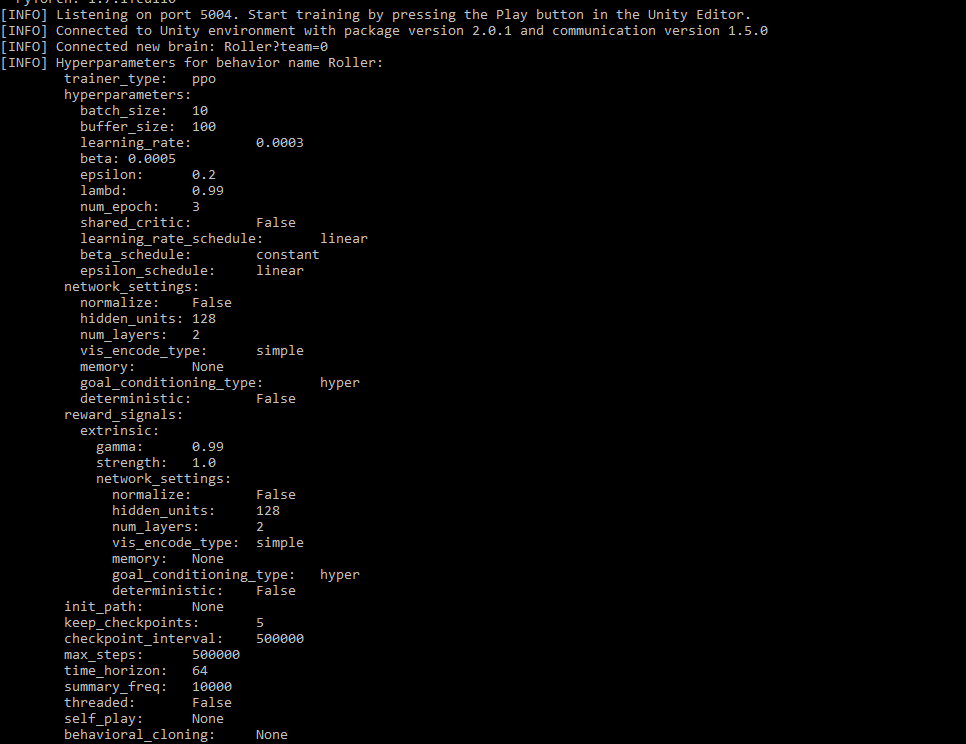 PyTorch: 1.7.1+cu110
[INFO] Listening on port 5004. Start training by pressing the Play button in the Unity Editor.
[INFO] Connected to Unity environment with package version 2.0.1 and communication version 1.5.0
[INFO] Connected new brain: Roller?team=0
[INFO] Hyperparameters for behavior name Roller:
trainer_type: ppo
hyperparameters:
batch_size: 10
buffer_size: 100
learning_rate: 0.0003
beta: 0.0005
epsilon: 0.2
lambd: 0.99
num_epoch: 3
shared_critic: False
learning_rate_schedule: linear
beta_schedule: constant
epsilon_schedule: linear
network_settings:
normalize: False
hidden_units: 128
num_layers: 2
vis_encode_type: simple
memory: None
goal_conditioning_type: hyper
deterministic: False
reward_signals:
extrinsic:
gamma: 0.99
strength: 1.0
network_settings:
normalize: False
hidden_units: 128
num_layers: 2
vis_encode_type: simple
memory: None
goal_conditioning_type: hyper
deterministic: False
init_path: None
keep_checkpoints: 5
checkpoint_interval: 500000
max_steps: 500000
time_horizon: 64
summary_freq: 10000
threaded: False
self_play: None
behavioral_cloning: None